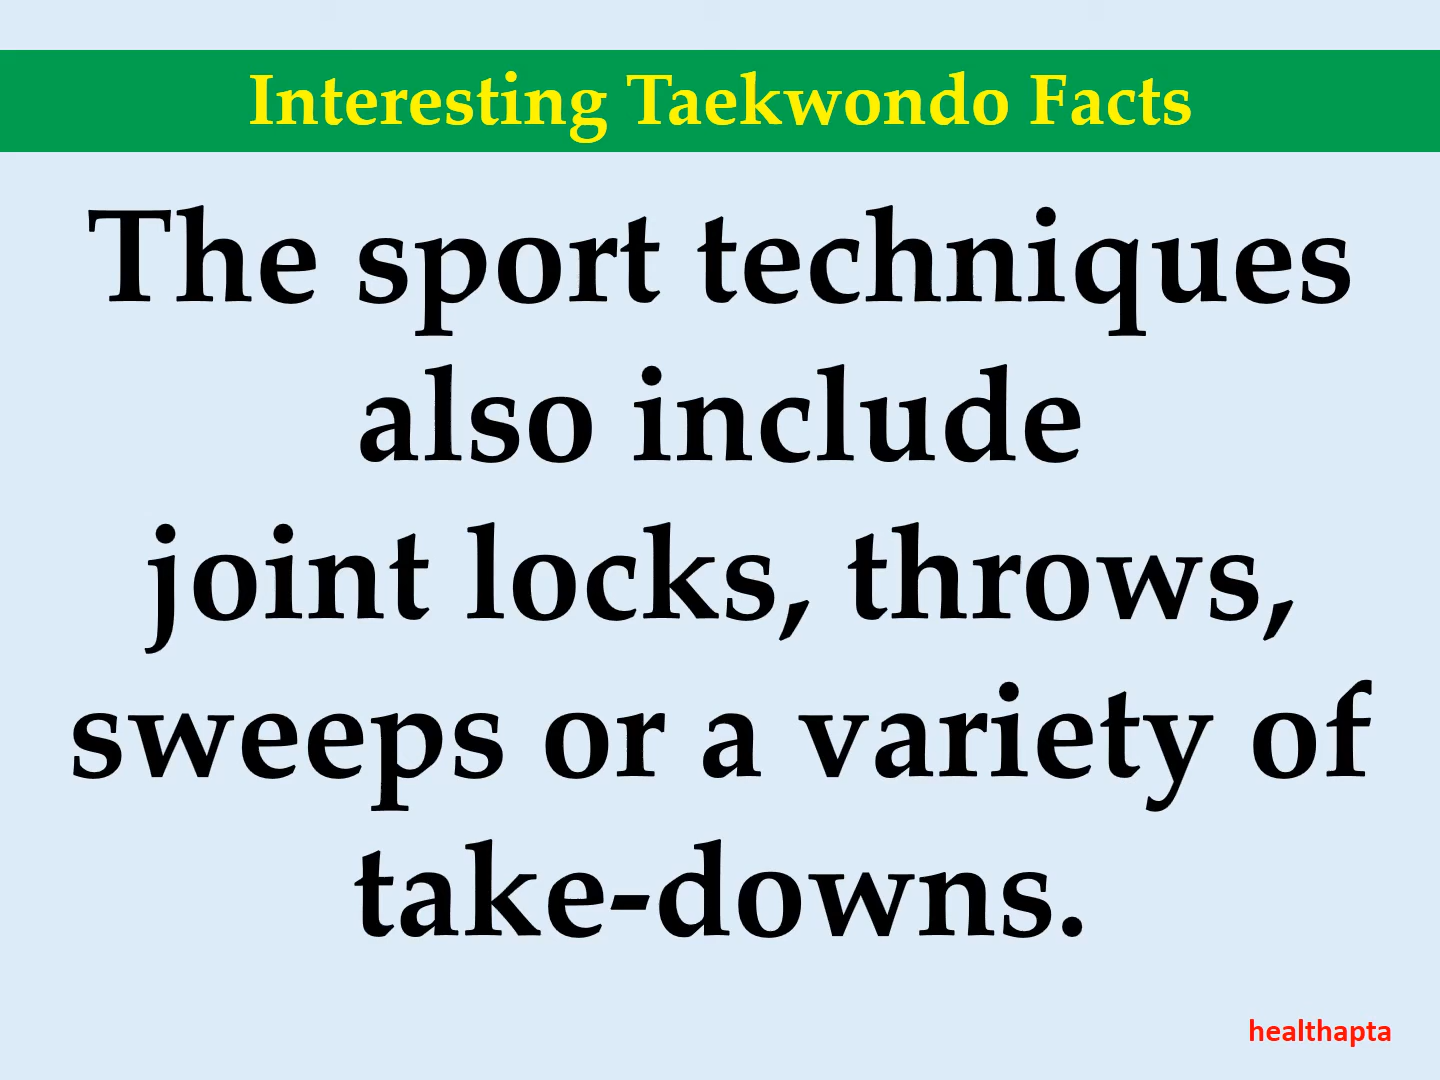 Interesting Taekwondo Facts
The sport techniques
also include
joint locks, throws,
sweeps or a variety of
take-downs.
healthapta